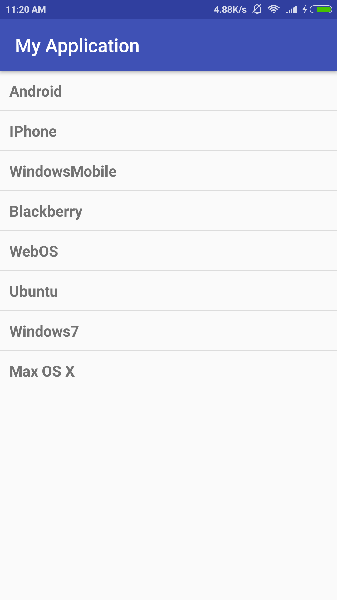 11:20 AM 4.88K/s
My Application
Android
IPhone
WindowsMobile
Blackberry
WebOS
Ubuntu
Windows7
Max OS X